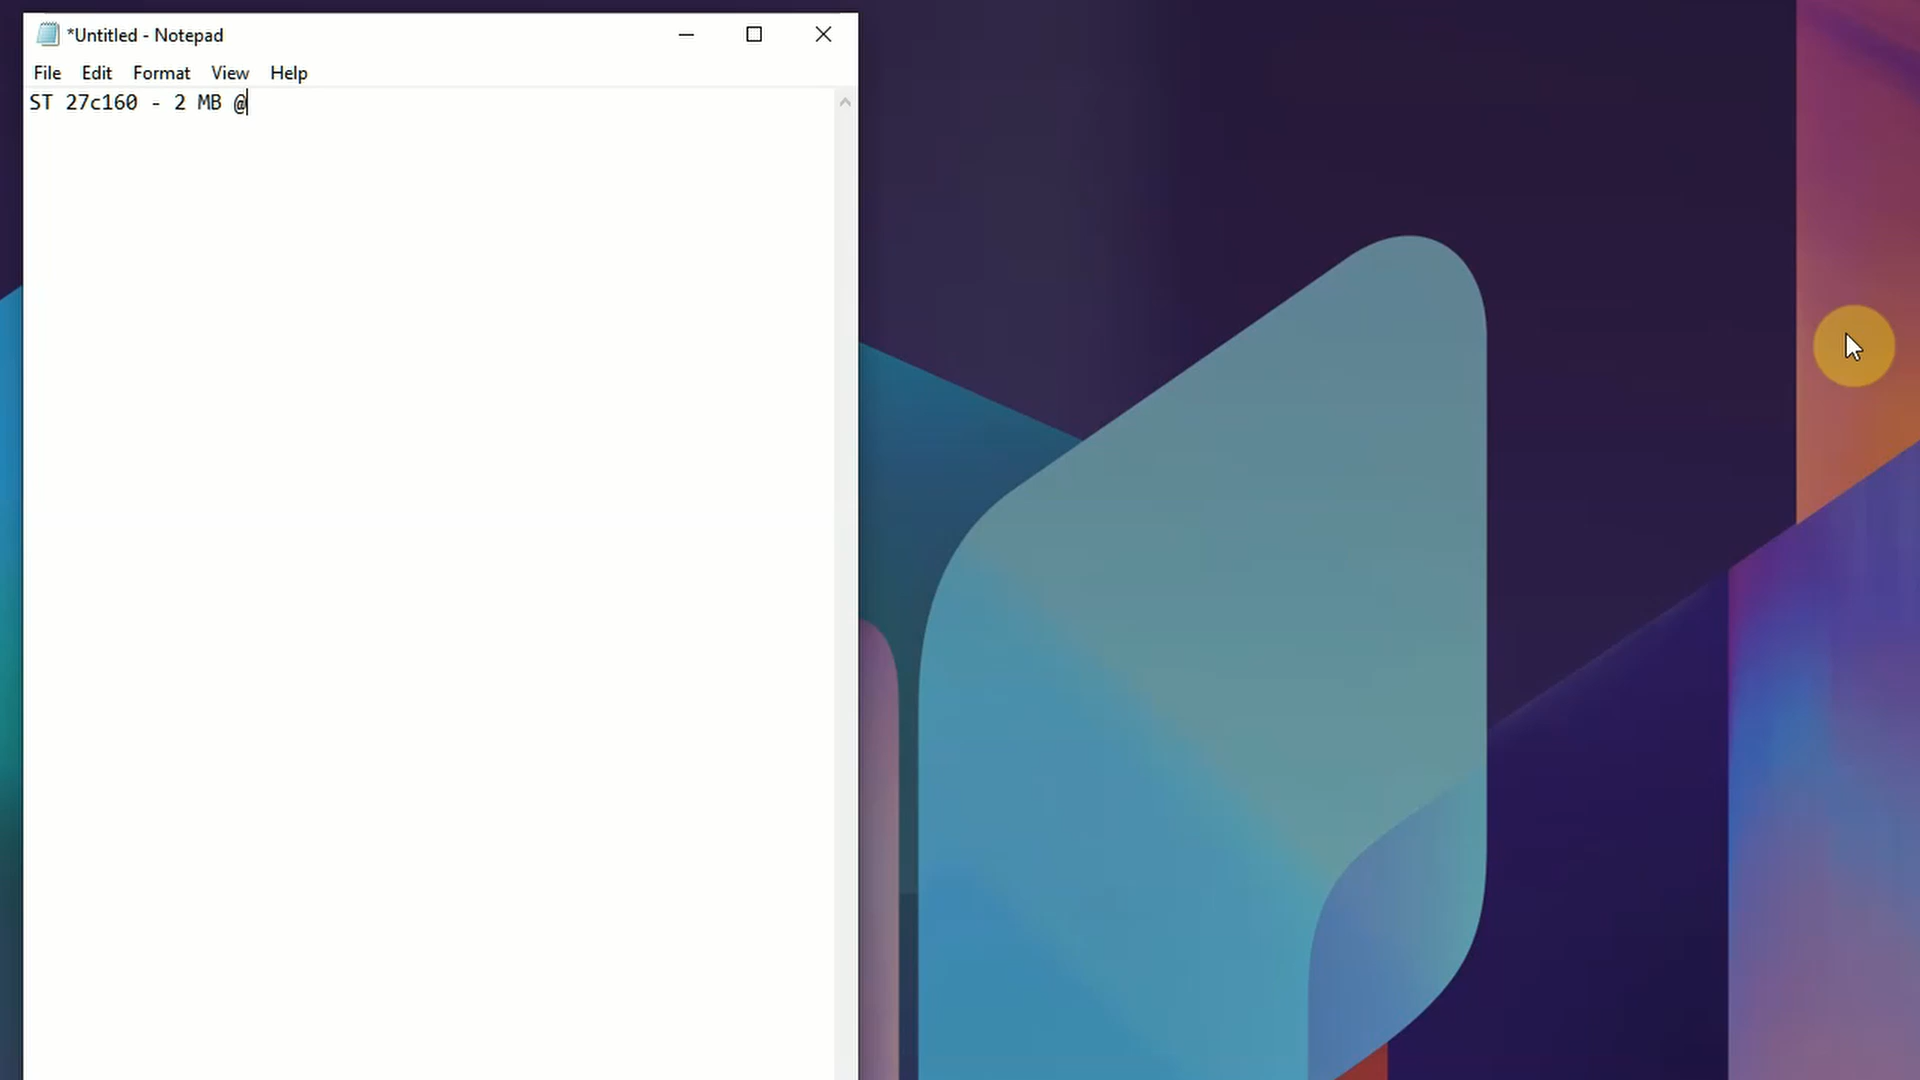 *Untitled - Notepad
File Edit Format View Help
ST 27c160 - 2 MB @